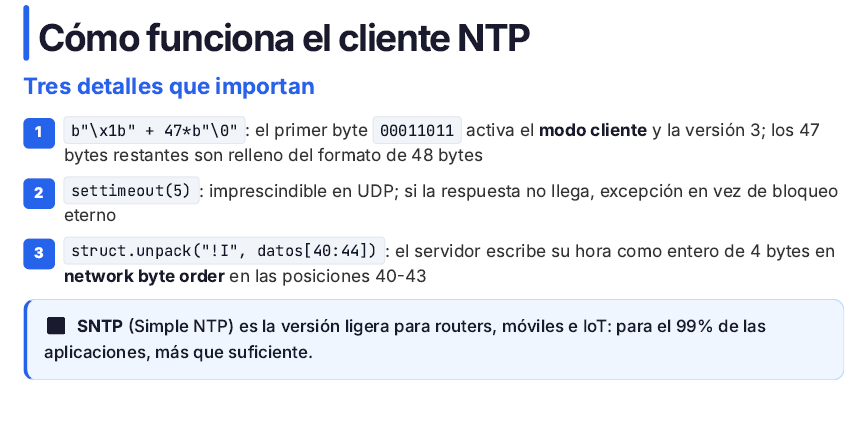 Cómo funciona el cliente NTP
Tres detalles que importan
1 b"\x1b" + 47*b"\0" : el primer byte 00011011 activa el modo cliente y la versión 3; los 47
bytes restantes son relleno del formato de 48 bytes
2 settimeout(5) : imprescindible en UDP; si la respuesta no llega, excepción en vez de bloqueo
eterno
3 struct.unpack("!I", datos[40:44]) : el servidor escribe su hora como entero de 4 bytes en
network byte order en las posiciones 40-43
SNTP (Simple NTP) es la versión ligera para routers, móviles e IoT: para el 99% de las
aplicaciones, más que suficiente.